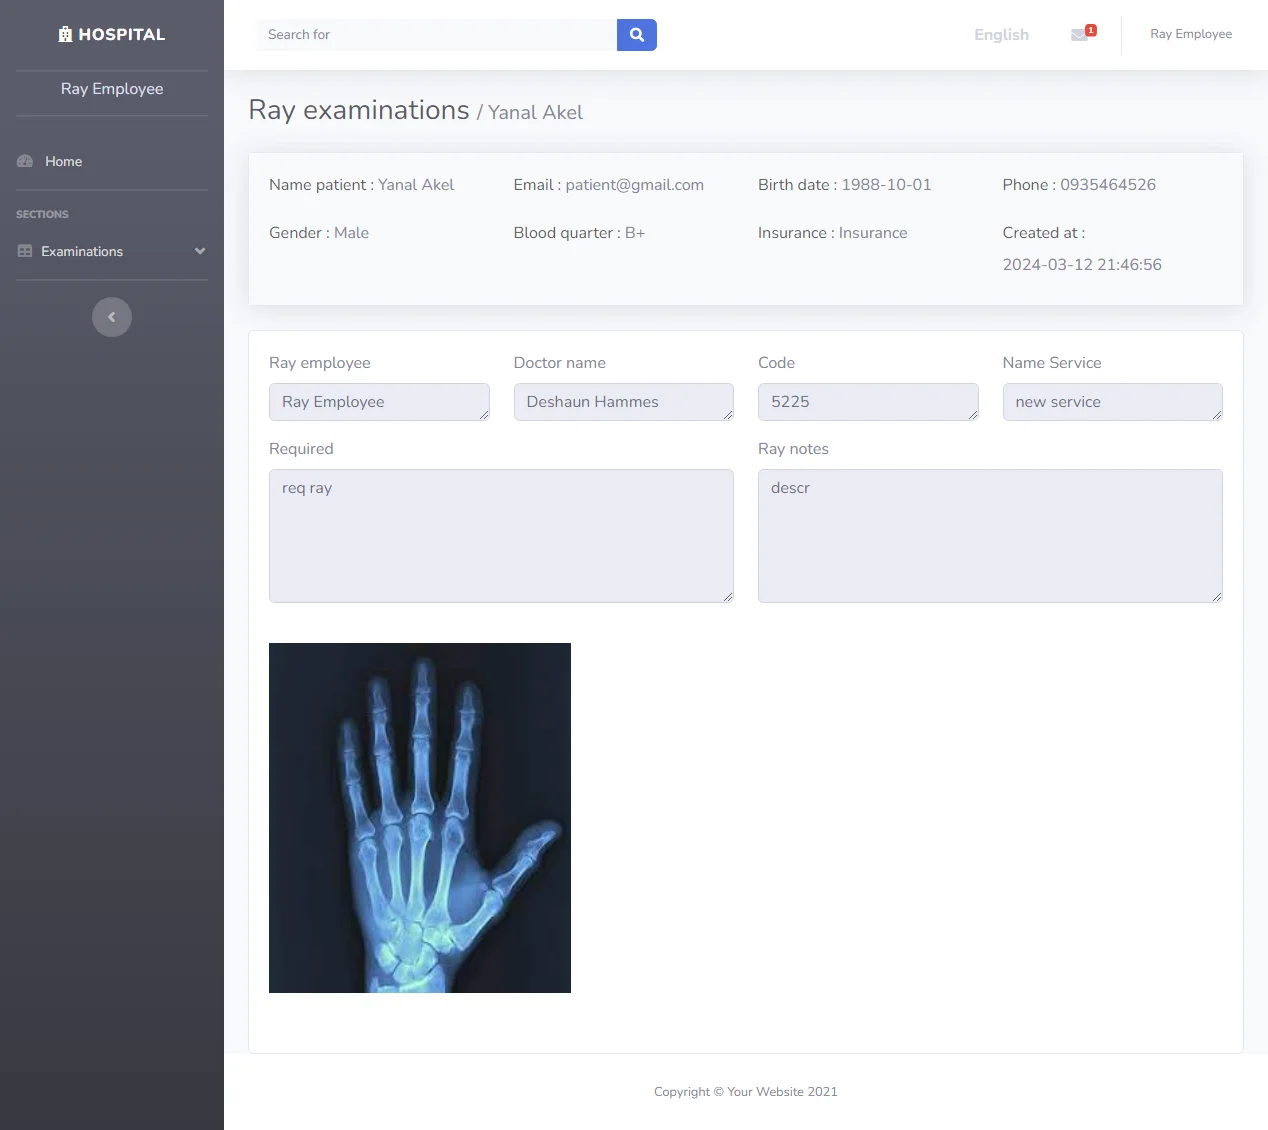 HOSPITAL
Ray Employee
Home
SECTIONS
Examinations
Search for
English
1
Ray Employee
Ray examinations / Yanal Akel
Name patient : Yanal Akel
Email : patient@gmail.com
Birth date : 1988-10-01
Phone : 0935464526
Gender : Male
Blood quarter : B+
Insurance : Insurance
Created at :
2024-03-12 21:46:56
Ray employee
Doctor name
Code
Name Service
Ray Employee
Deshaun Hammes
5225
new service
Required
Ray notes
req ray
descr
Copyright © Your Website 2021